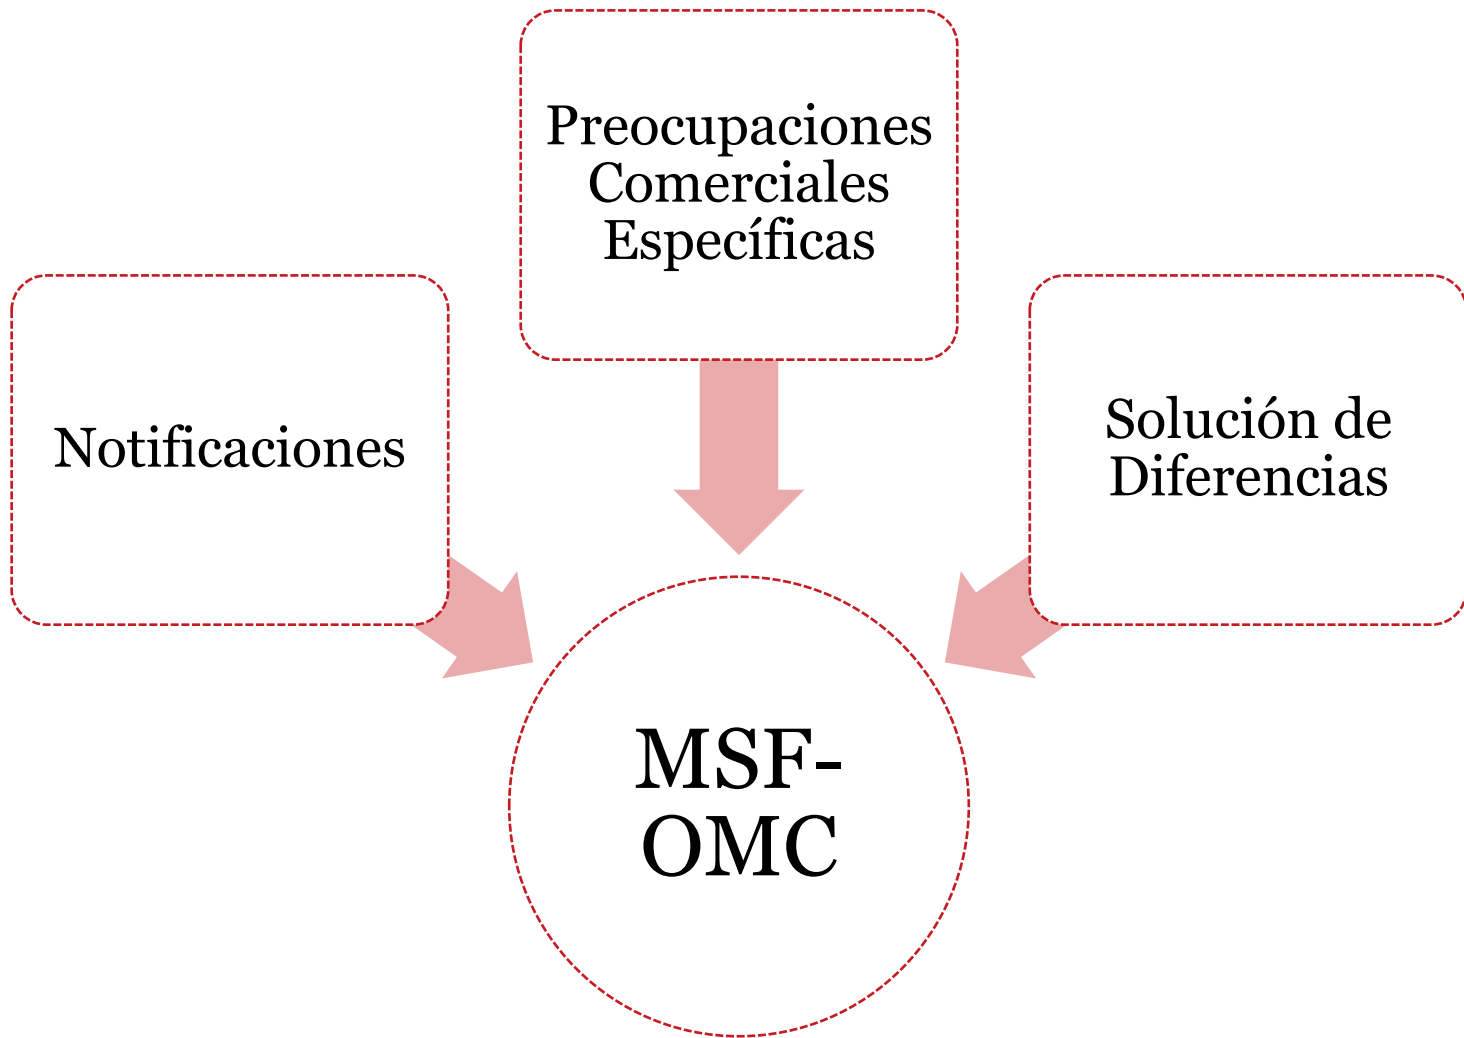 Preocupaciones
Comerciales
Específicas
Notificaciones
Solución de
Diferencias
MSF-
OMC